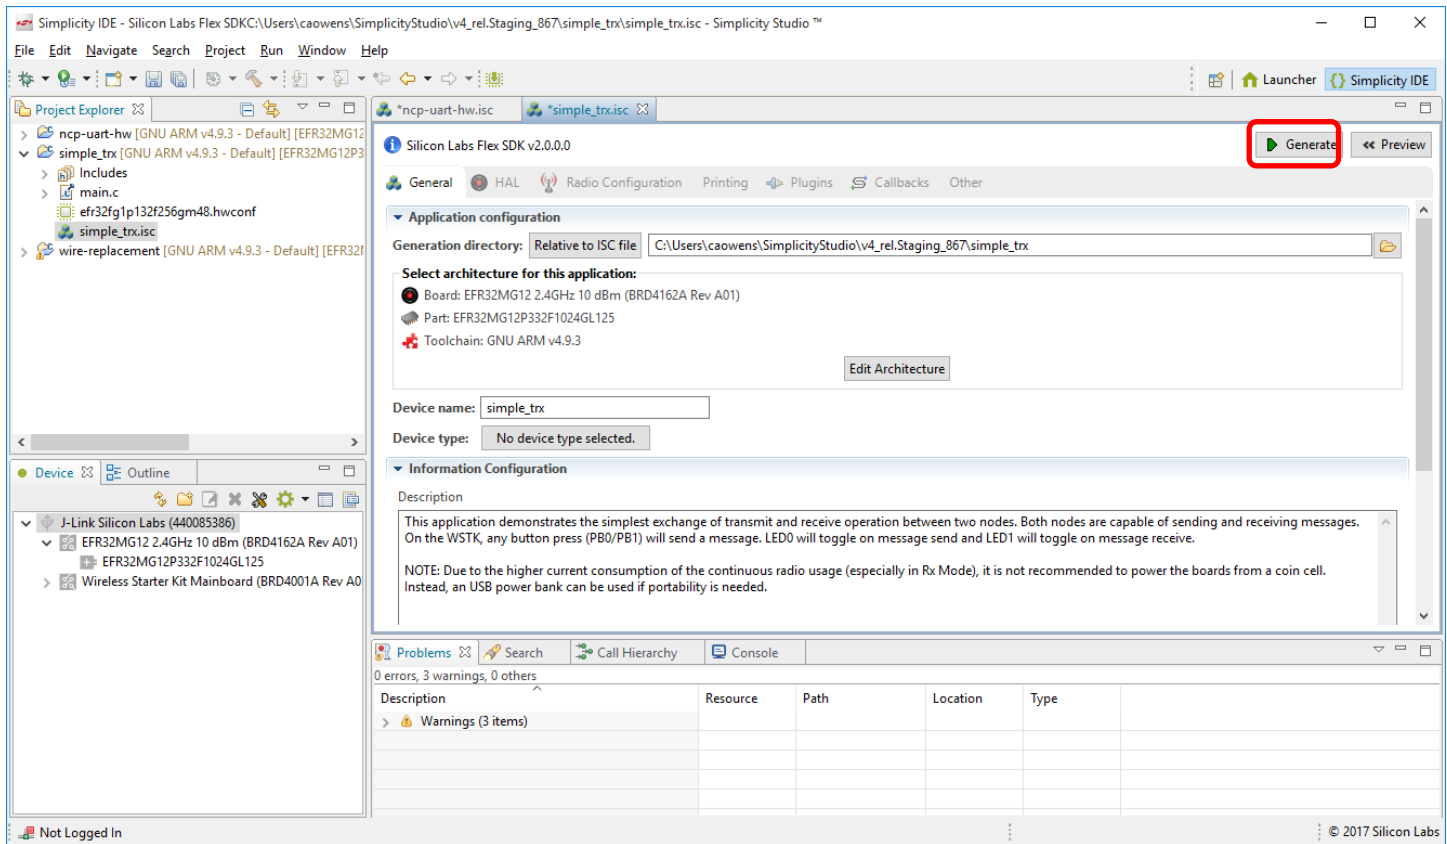 Simplicity IDE - Silicon Labs Flex SDKC:\Users\caowens\SimplicityStudio\v4_rel.Staging_867\simple_trx\simple_trx.isc - Simplicity Studio ™
File Edit Navigate Search Project Run Window Help
Launcher
Simplicity IDE
Project Explorer
ncp-uart-hw [GNU ARM v4.9.3 - Default] [EFR32MG12
simple_trx [GNU ARM v4.9.3 - Default] [EFR32MG12P3
Includes
main.c
efr32fg1p132f256gm48.hwconf
simple_trx.isc
wire-replacement [GNU ARM v4.9.3 - Default] [EFR32
*ncp-uart-hw.isc
*simple_trx.isc
Silicon Labs Flex SDK v2.0.0.0
Generate
Preview
General HAL Radio Configuration Printing Plugins Callbacks Other
Application configuration
Generation directory: Relative to ISC file C:\Users\caowens\SimplicityStudio\v4_rel.Staging_867\simple_trx
Select architecture for this application:
Board: EFR32MG12 2.4GHz 10 dBm (BRD4162A Rev A01)
Part: EFR32MG12P332F1024GL125
Toolchain: GNU ARM v4.9.3
Edit Architecture
Device name: simple_trx
Device type: No device type selected.
Information Configuration
Description
This application demonstrates the simplest exchange of transmit and receive operation between two nodes. Both nodes are capable of sending and receiving messages.
On the WSTK, any button press (PB0/PB1) will send a message. LED0 will toggle on message send and LED1 will toggle on message receive.
NOTE: Due to the higher current consumption of the continuous radio usage (especially in Rx Mode), it is not recommended to power the boards from a coin cell.
Instead, an USB power bank can be used if portability is needed.
Device Outline
J-Link Silicon Labs (440085386)
EFR32MG12 2.4GHz 10 dBm (BRD4162A Rev A01)
EFR32MG12P332F1024GL125
Wireless Starter Kit Mainboard (BRD4001A Rev A0
Problems Search Call Hierarchy Console
0 errors, 3 warnings, 0 others
Description Resource Path Location Type
Warnings (3 items)
Not Logged In
© 2017 Silicon Labs